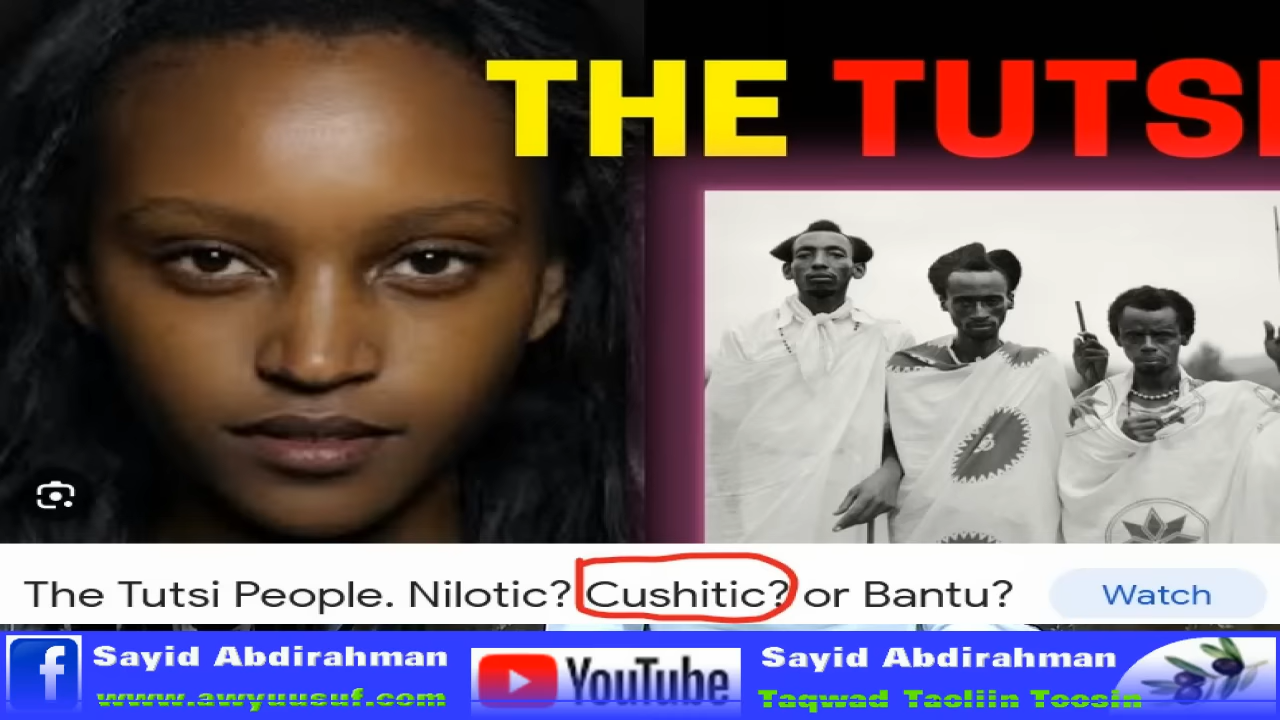 THE TUTSI
The Tutsi People. Nilotic? Cushitic? or Bantu?
Watch
f Sayid Abdirahman
www.awyuusuf.com
YouTube
Sayid Abdirahman
Taqwad Taoliin Toosin